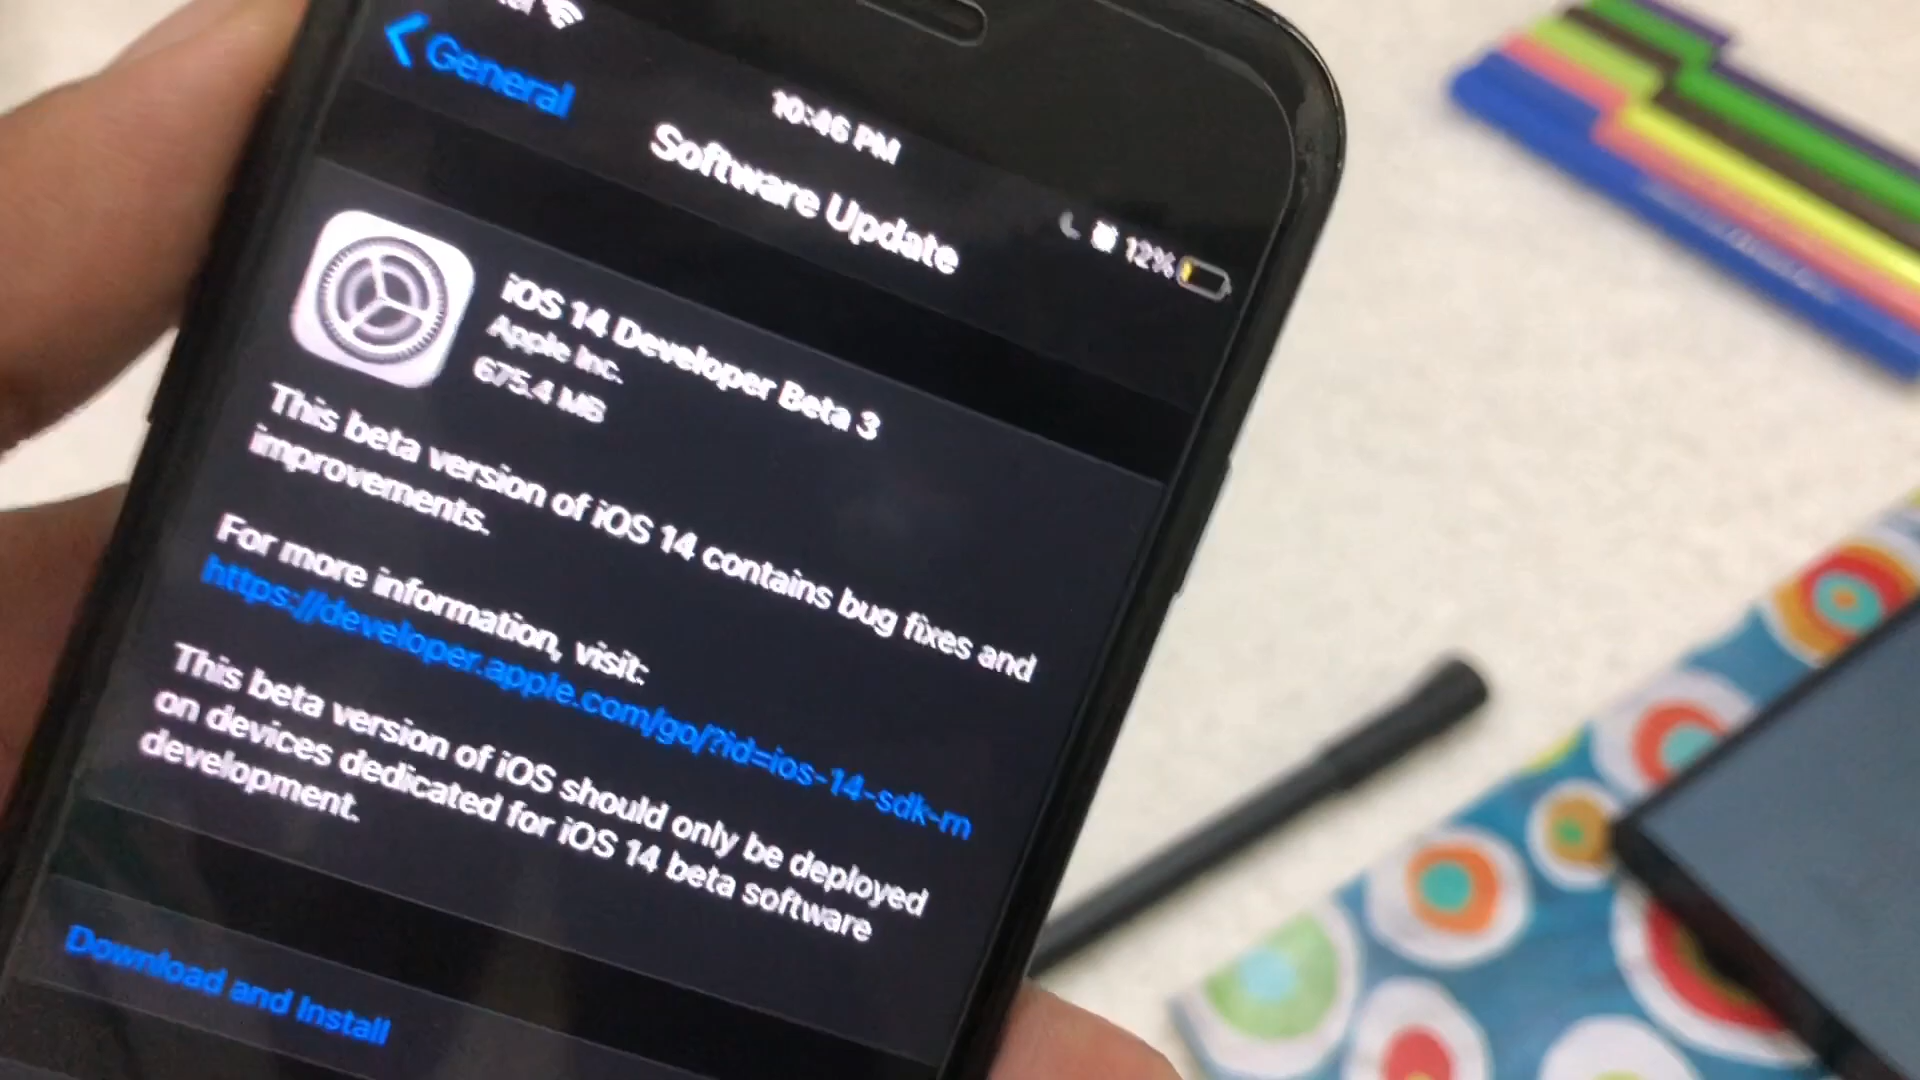 General
10:46 PM
Software Update
12%
iOS 14 Developer Beta 3
Apple Inc.
675.4 MB
This beta version of iOS 14 contains bug fixes and
improvements.
For more information, visit:
https://developer.apple.com/go/?id=ios-14-sdk-rn
This beta version of iOS should only be deployed
on devices dedicated for iOS 14 beta software
development.
Download and Install